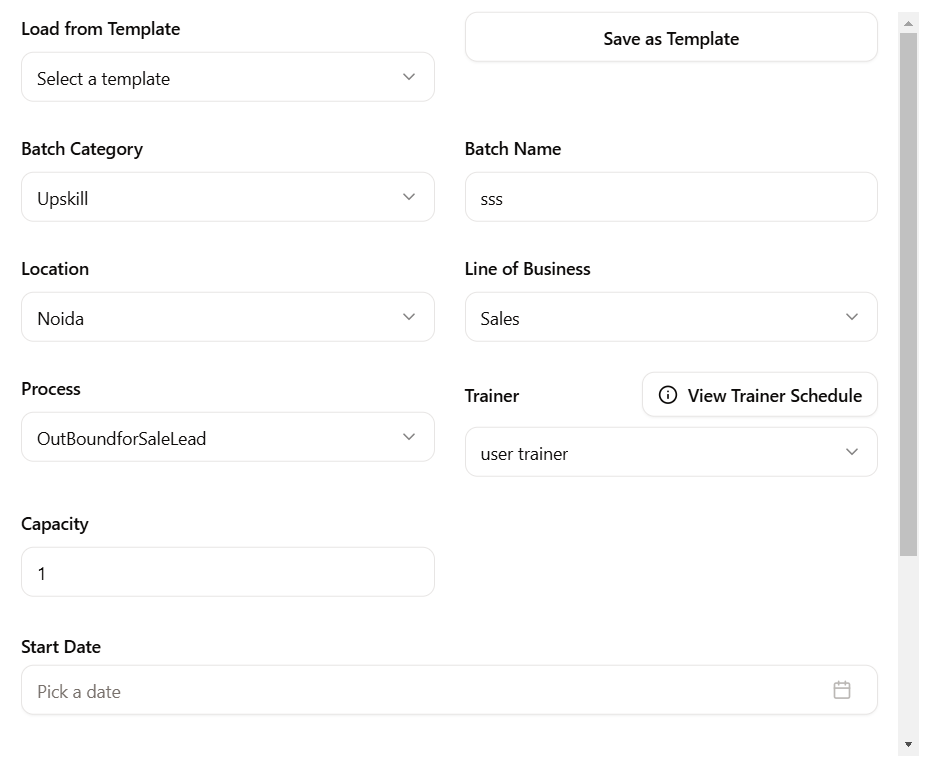 Load from Template
Save as Template
Select a template
Batch Category
Batch Name
Upskill
sss
Location
Line of Business
Noida
Sales
Process
Trainer
View Trainer Schedule
OutBoundforSaleLead
user trainer
Capacity
1
Start Date
Pick a date